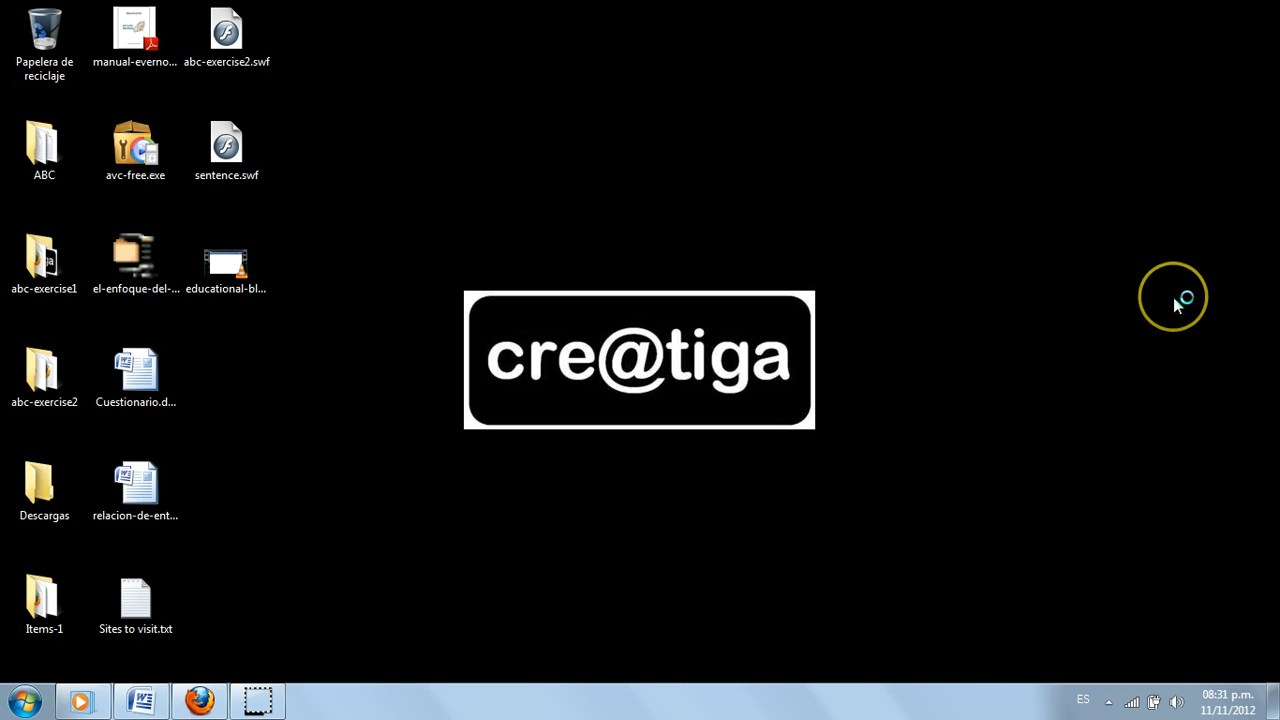 Papelera de
reciclaje
manual-everno...
abc-exercise2.swf
ABC
avc-free.exe
sentence.swf
abc-exercise1
el-enfoque-del-...
educational-bl...
cre@tiga
abc-exercise2
Cuestionario.d...
Descargas
relacion-de-ent...
Items-1
Sites to visit.txt
ES
08:31 p.m.
11/11/2012